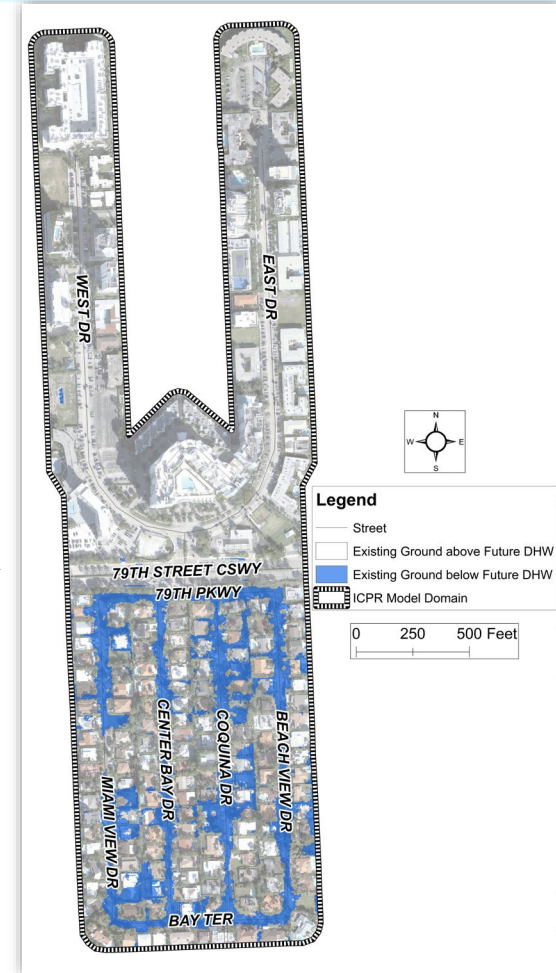 WEST DR
EAST DR
N
W E
S
Legend
Street
Existing Ground above Future DHW
Existing Ground below Future DHW
ICPR Model Domain
0 250 500 Feet
79TH STREET CSWY
79TH PKWY
MIAMI VIEW DR
CENTER BAY DR
COQUINA DR
BEACH VIEW DR
BAY TER